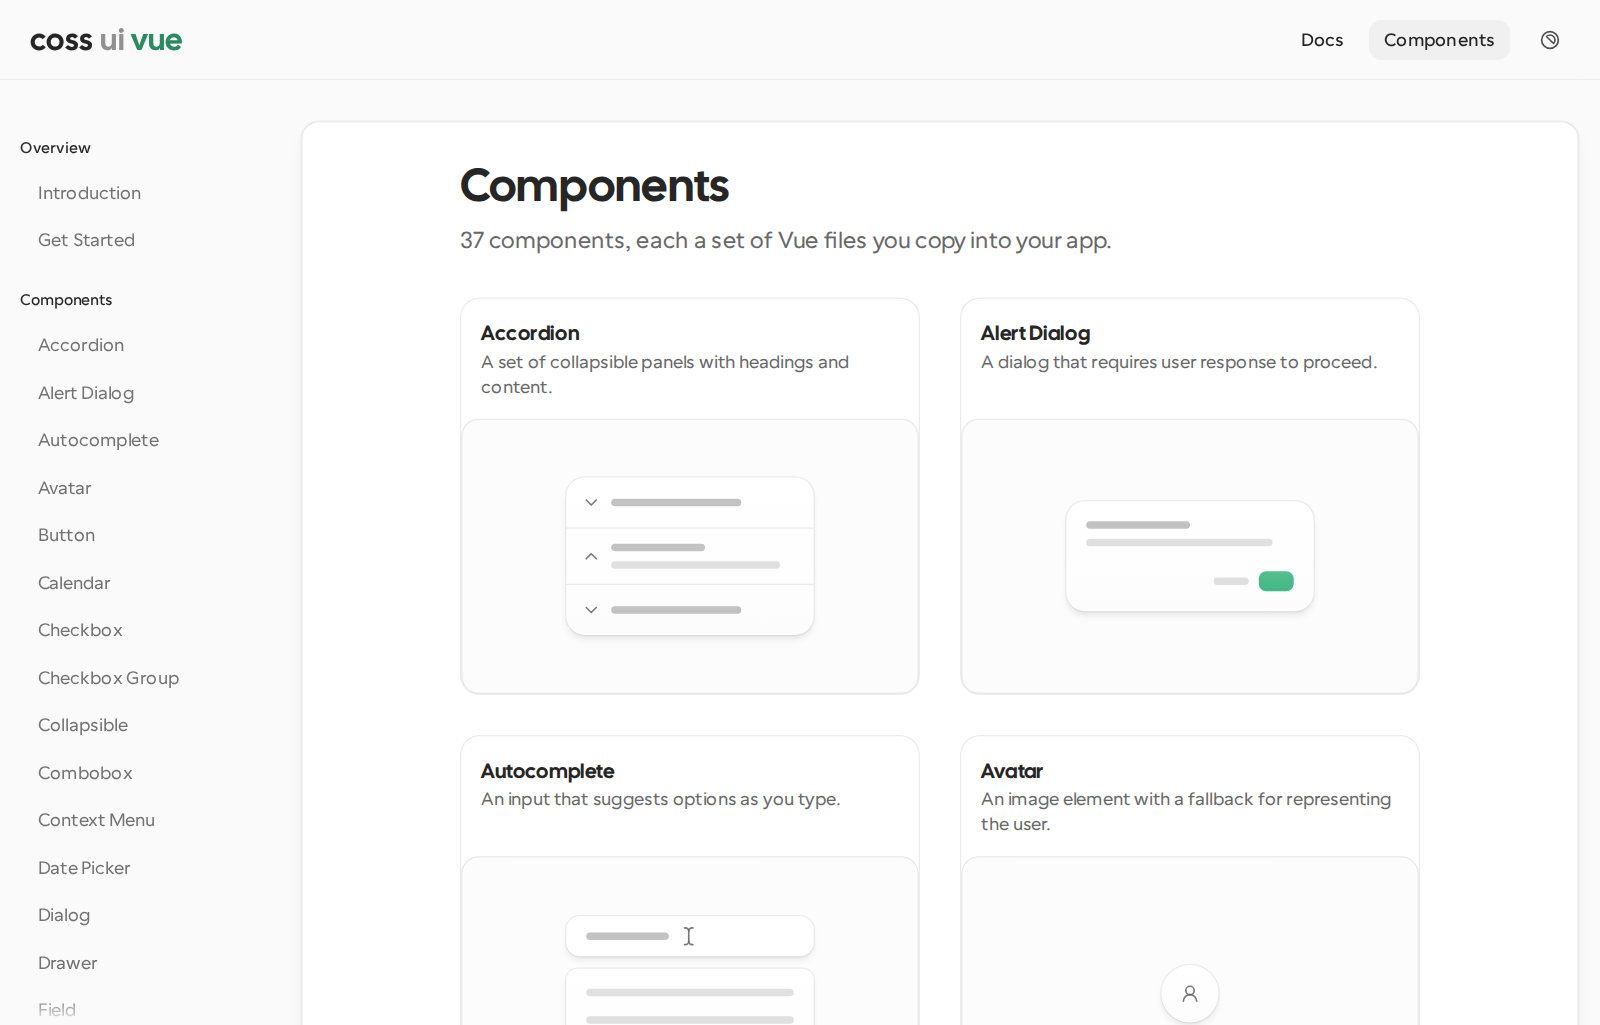 coss ui vue
Docs
Components
Overview
Introduction
Get Started
Components
Accordion
Alert Dialog
Autocomplete
Avatar
Button
Calendar
Checkbox
Checkbox Group
Collapsible
Combobox
Context Menu
Date Picker
Dialog
Drawer
Field
Components
37 components, each a set of Vue files you copy into your app.
Accordion
A set of collapsible panels with headings and
content.
Alert Dialog
A dialog that requires user response to proceed.
Autocomplete
An input that suggests options as you type.
Avatar
An image element with a fallback for representing
the user.